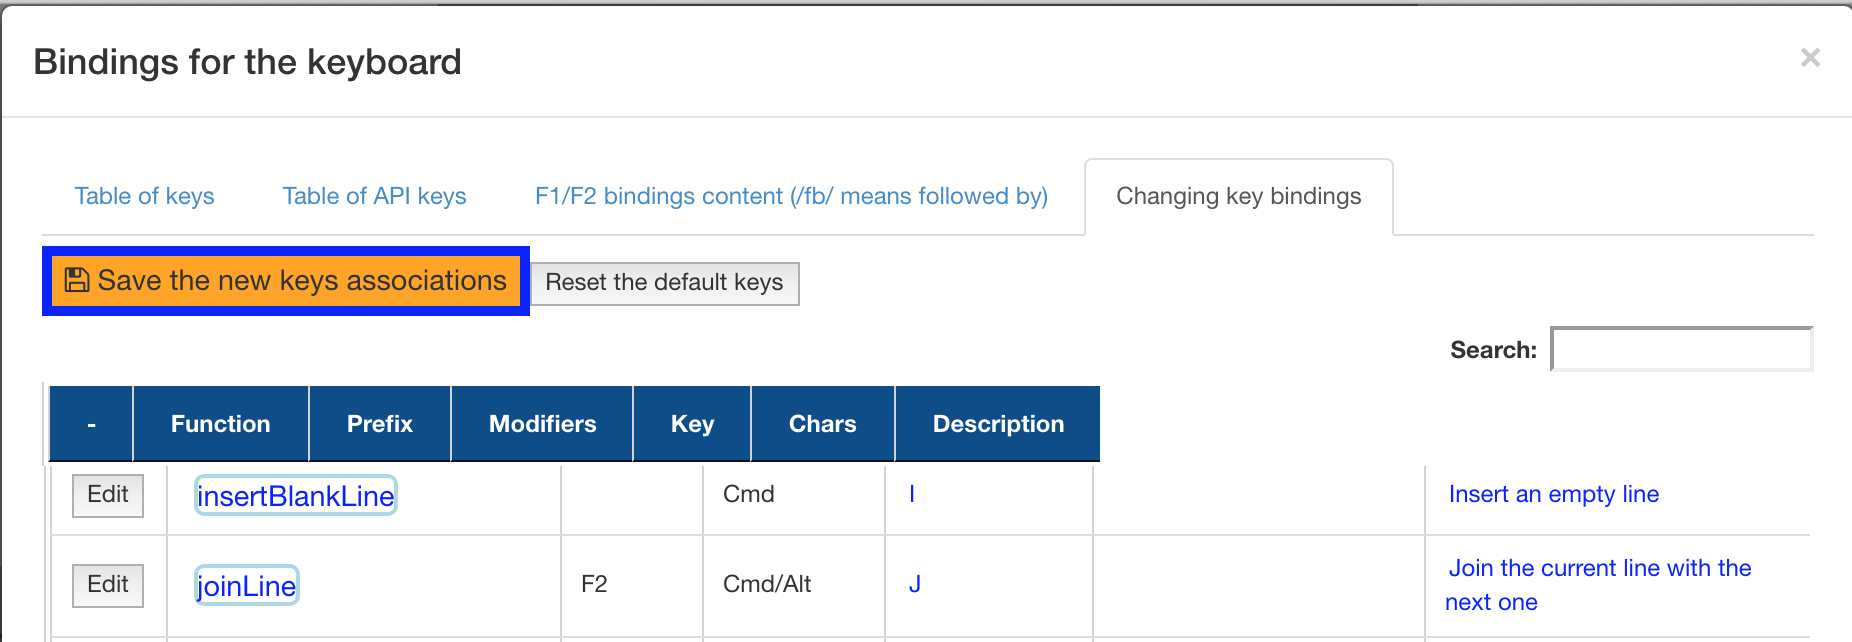 Bindings for the keyboard
×
Table of keys Table of API keys F1/F2 bindings content (/fb/ means followed by) Changing key bindings
Save the new keys associations Reset the default keys
Search:
- Function Prefix Modifiers Key Chars Description
Edit insertBlankLine Cmd I Insert an empty line
Edit joinLine F2 Cmd/Alt J Join the current line with the
next one